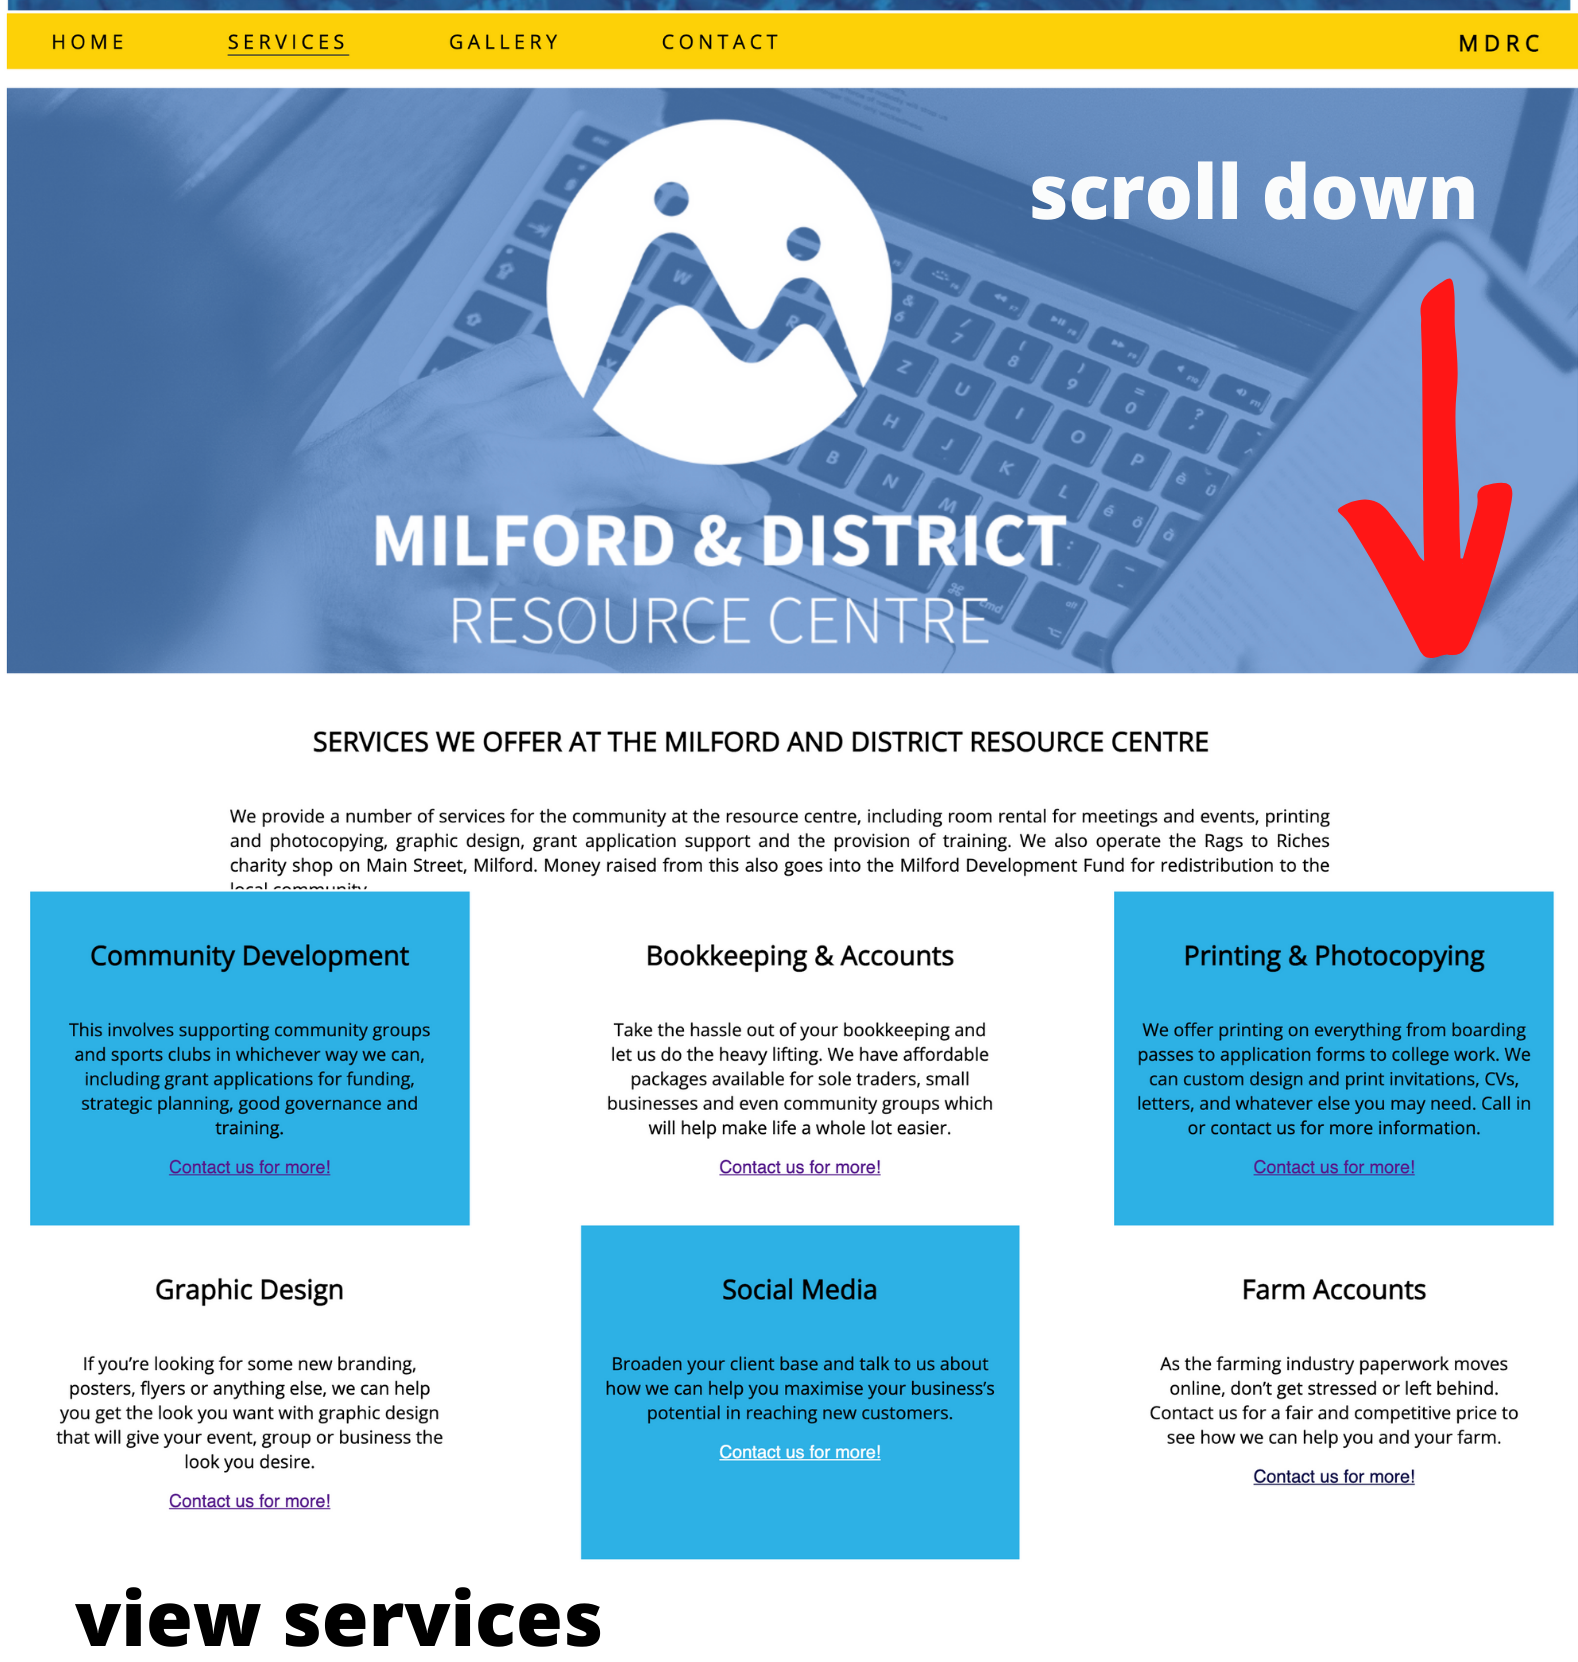 HOME SERVICES GALLERY CONTACT MDRC
scroll down
MILFORD & DISTRICT
RESOURCE CENTRE
SERVICES WE OFFER AT THE MILFORD AND DISTRICT RESOURCE CENTRE
We provide a number of services for the community at the resource centre, including room rental for meetings and events, printing
and photocopying, graphic design, grant application support and the provision of training. We also operate the Rags to Riches
charity shop on Main Street, Milford. Money raised from this also goes into the Milford Development Fund for redistribution to the
local community.
Community Development
This involves supporting community groups
and sports clubs in whichever way we can,
including grant applications for funding,
strategic planning, good governance and
training.
Contact us for more!
Bookkeeping & Accounts
Take the hassle out of your bookkeeping and
let us do the heavy lifting. We have affordable
packages available for sole traders, small
businesses and even community groups which
will help make life a whole lot easier.
Contact us for more!
Printing & Photocopying
We offer printing on everything from boarding
passes to application forms to college work. We
can custom design and print invitations, CVs,
letters, and whatever else you may need. Call in
or contact us for more information.
Contact us for more!
Graphic Design
If you’re looking for some new branding,
posters, flyers or anything else, we can help
you get the look you want with graphic design
that will give your event, group or business the
look you desire.
Contact us for more!
Social Media
Broaden your client base and talk to us about
how we can help you maximise your business’s
potential in reaching new customers.
Contact us for more!
Farm Accounts
As the farming industry paperwork moves
online, don’t get stressed or left behind.
Contact us for a fair and competitive price to
see how we can help you and your farm.
Contact us for more!
view services